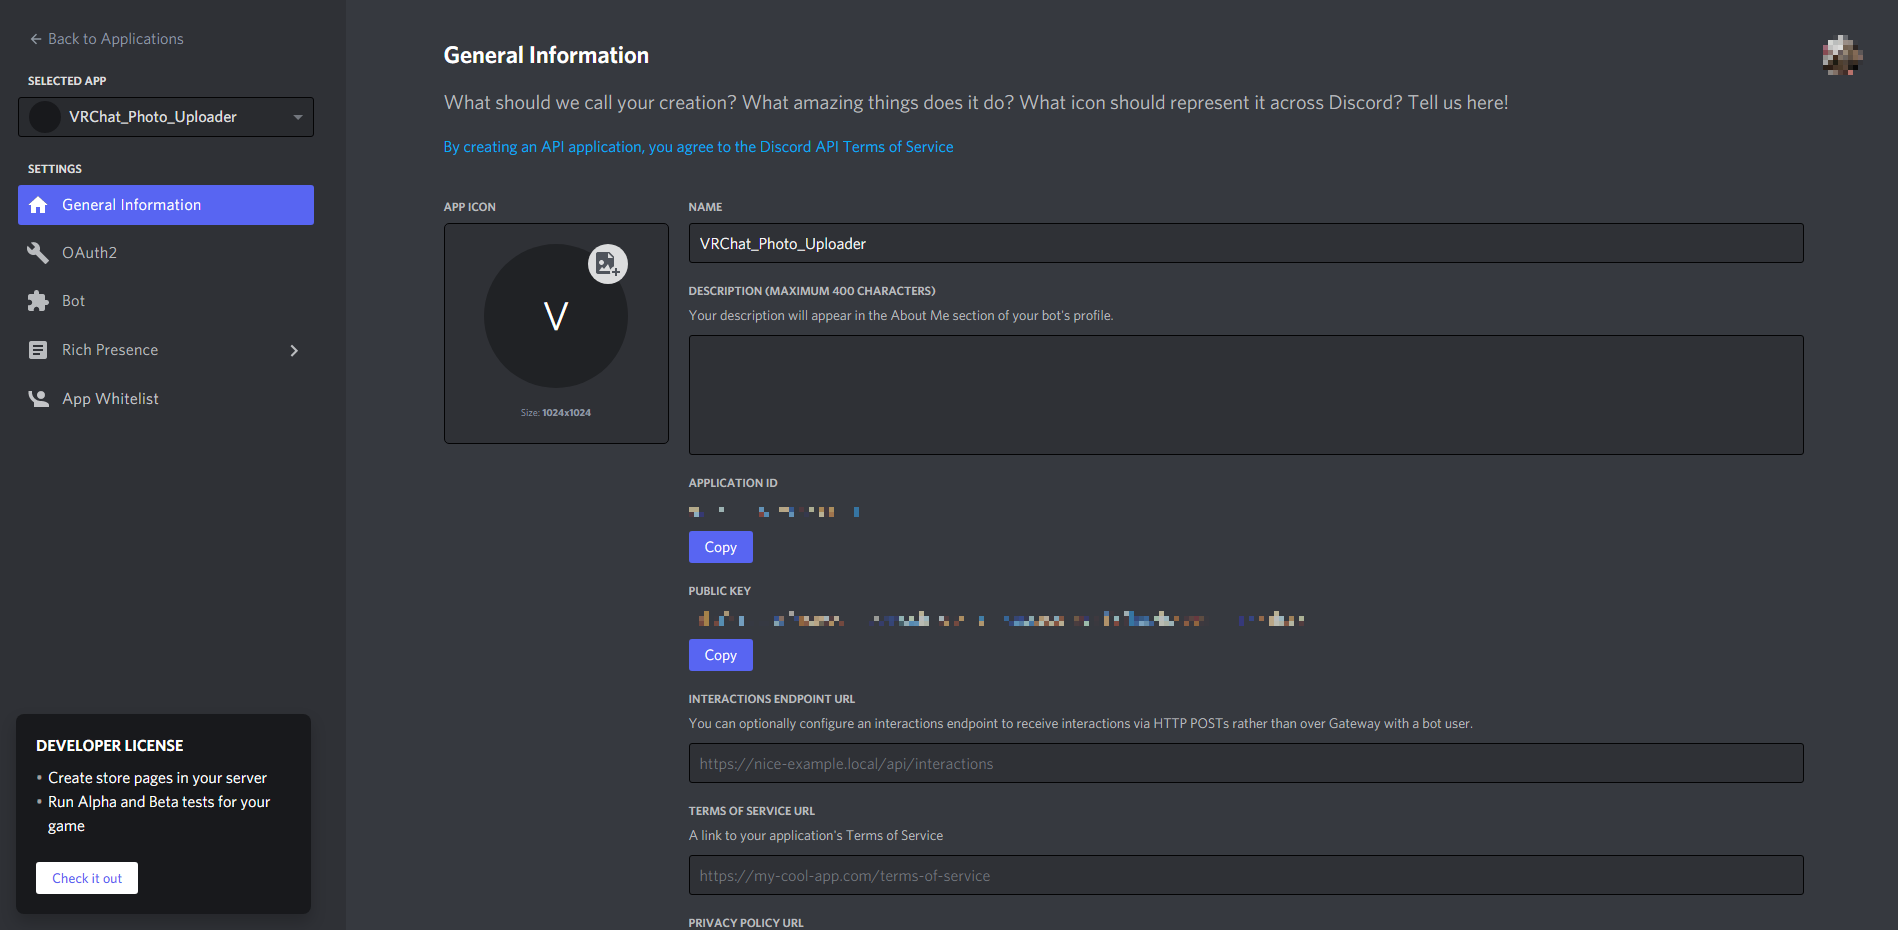 Back to Applications
SELECTED APP
VRChat_Photo_Uploader
SETTINGS
General Information
OAuth2
Bot
Rich Presence
App Whitelist
DEVELOPER LICENSE
• Create store pages in your server
• Run Alpha and Beta tests for your
game
Check it out
General Information
What should we call your creation? What amazing things does it do? What icon should represent it across Discord? Tell us here!
By creating an API application, you agree to the Discord API Terms of Service
APP ICON
V
Size: 1024x1024
NAME
VRChat_Photo_Uploader
DESCRIPTION (MAXIMUM 400 CHARACTERS)
Your description will appear in the About Me section of your bot's profile.
APPLICATION ID
Copy
PUBLIC KEY
Copy
INTERACTIONS ENDPOINT URL
You can optionally configure an interactions endpoint to receive interactions via HTTP POSTs rather than over Gateway with a bot user.
https://nice-example.local/api/interactions
TERMS OF SERVICE URL
A link to your application's Terms of Service
https://my-cool-app.com/terms-of-service
PRIVACY POLICY URL